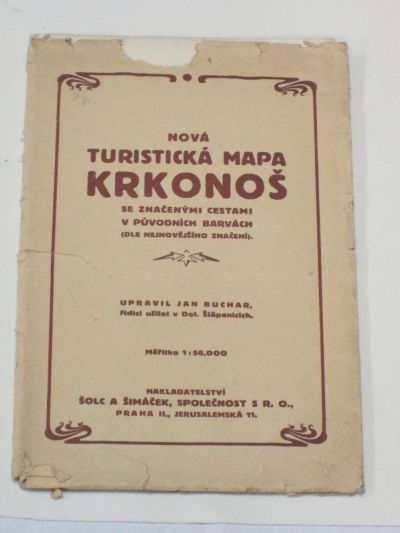 NOVÁ
TURISTICKÁ MAPA
KRKONOŠ
SE ZNAČENÝMI CESTAMI
V PŮVODNÍCH BARVÁCH
(DLE NEJNOVĚJŠÍHO ZNAČENÍ).
UPRAVIL JAN BUCHAR,
řídící učitel v Dol. Štěpanicích.
Měřítko 1:56.000
NAKLADATELSTVÍ
ŠOLC A ŠIMÁČEK, SPOLEČNOST S R. O.,
PRAHA II., JERUSALEMSKÁ 11.